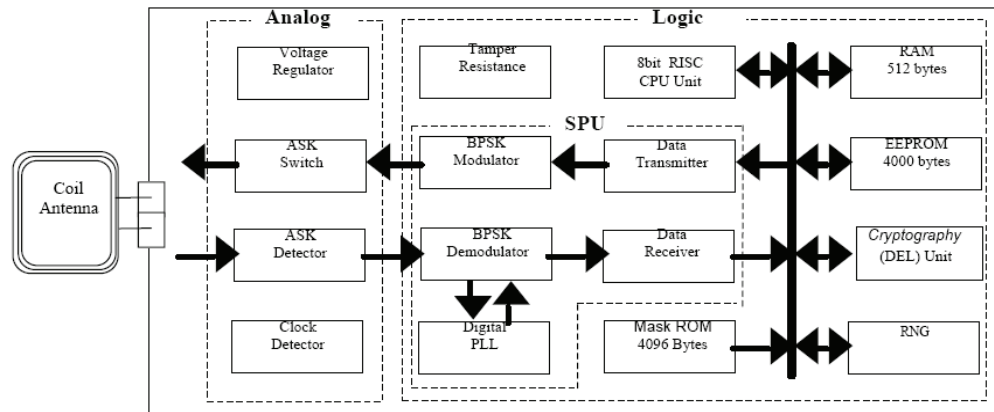 Analog
Logic
Voltage
Regulator
Tamper
Resistance
8bit RISC
CPU Unit
RAM
512 bytes
SPU
ASK
Switch
BPSK
Modulator
Data
Transmitter
EEPROM
4000 bytes
Coil
Antenna
ASK
Detector
BPSK
Demodulator
Data
Receiver
Cryptography
(DEL) Unit
Clock
Detector
Digital
PLL
Mask ROM
4096 Bytes
RNG